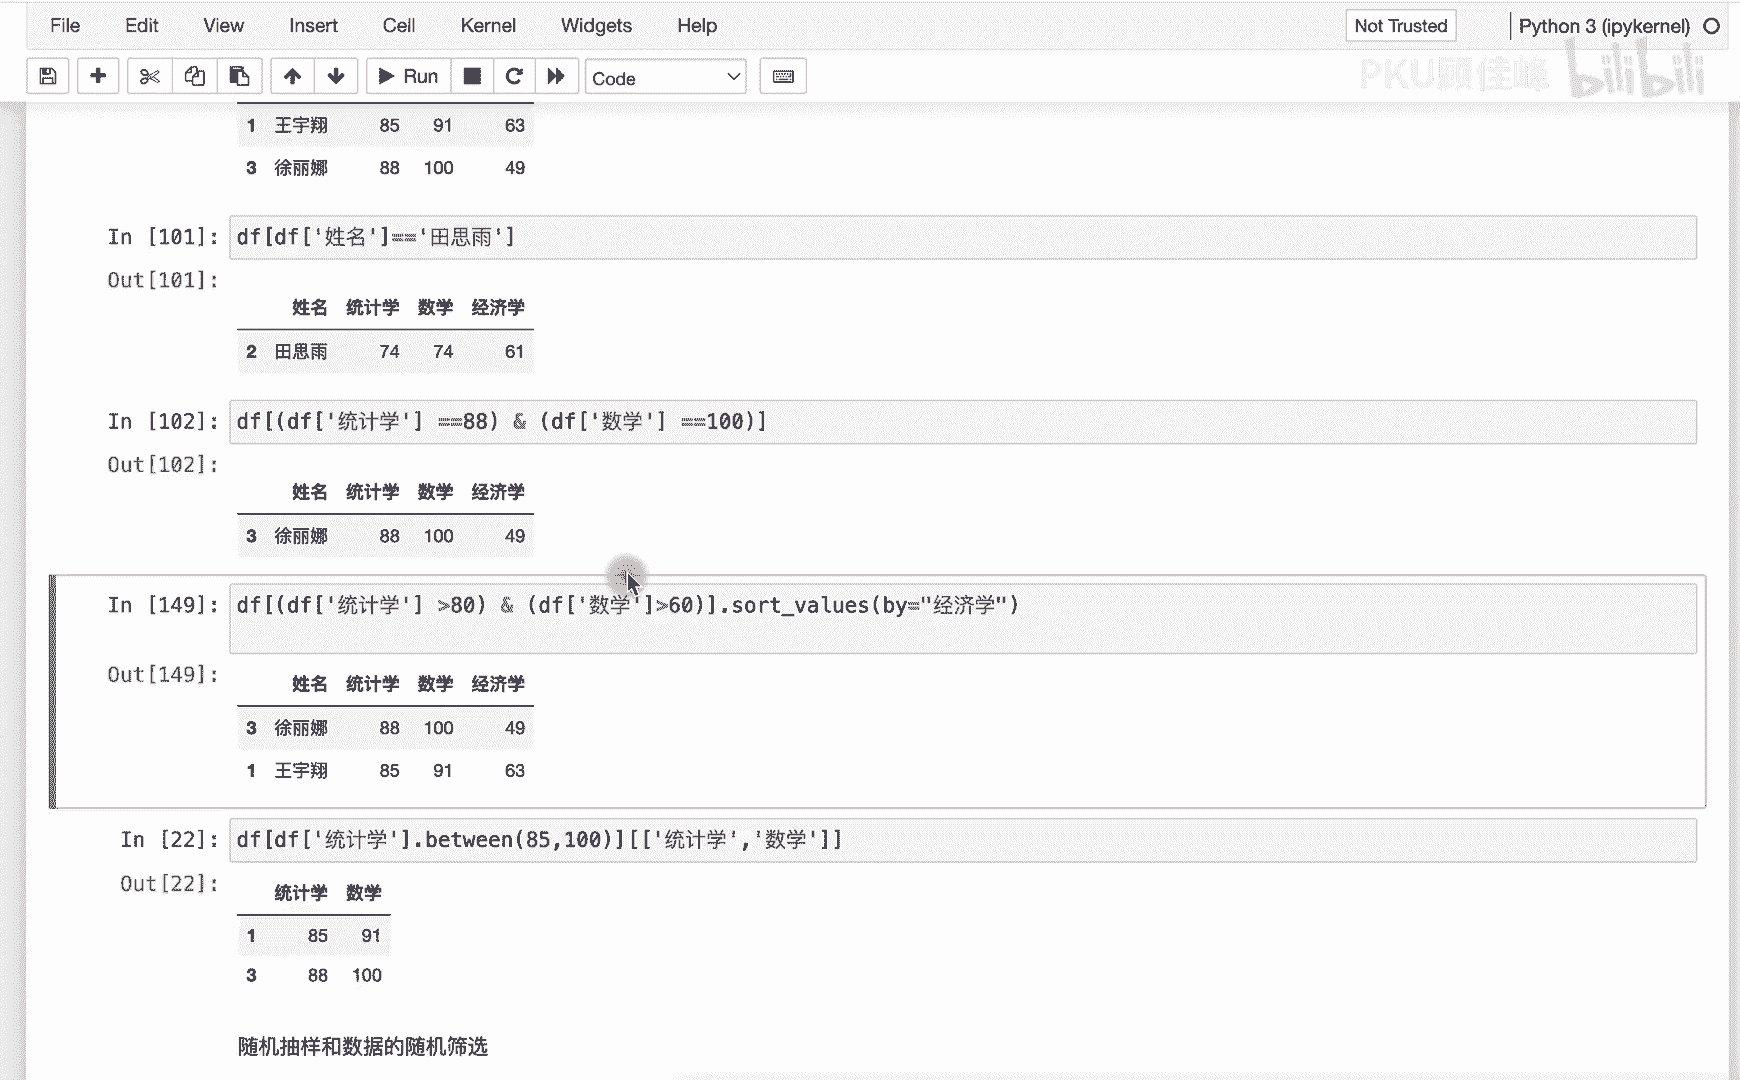 File Edit View Insert Cell Kernel Widgets Help Not Trusted Python 3 (ipykernel)
Run Code PKU顾佳峰 bilibili
1 王宇翔 85 91 63
3 徐丽娜 88 100 49
In [101]: df[df['姓名']=='田思雨']
Out[101]:
姓名 统计学 数学 经济学
2 田思雨 74 74 61
In [102]: df[(df['统计学'] ==88) & (df['数学'] ==100)]
Out[102]:
姓名 统计学 数学 经济学
3 徐丽娜 88 100 49
In [149]: df[(df['统计学'] >80) & (df['数学']>60)].sort_values(by="经济学")
Out[149]:
姓名 统计学 数学 经济学
3 徐丽娜 88 100 49
1 王宇翔 85 91 63
In [22]: df[df['统计学'].between(85,100)][['统计学','数学']]
Out[22]:
统计学 数学
1 85 91
3 88 100
随机抽样和数据的随机筛选